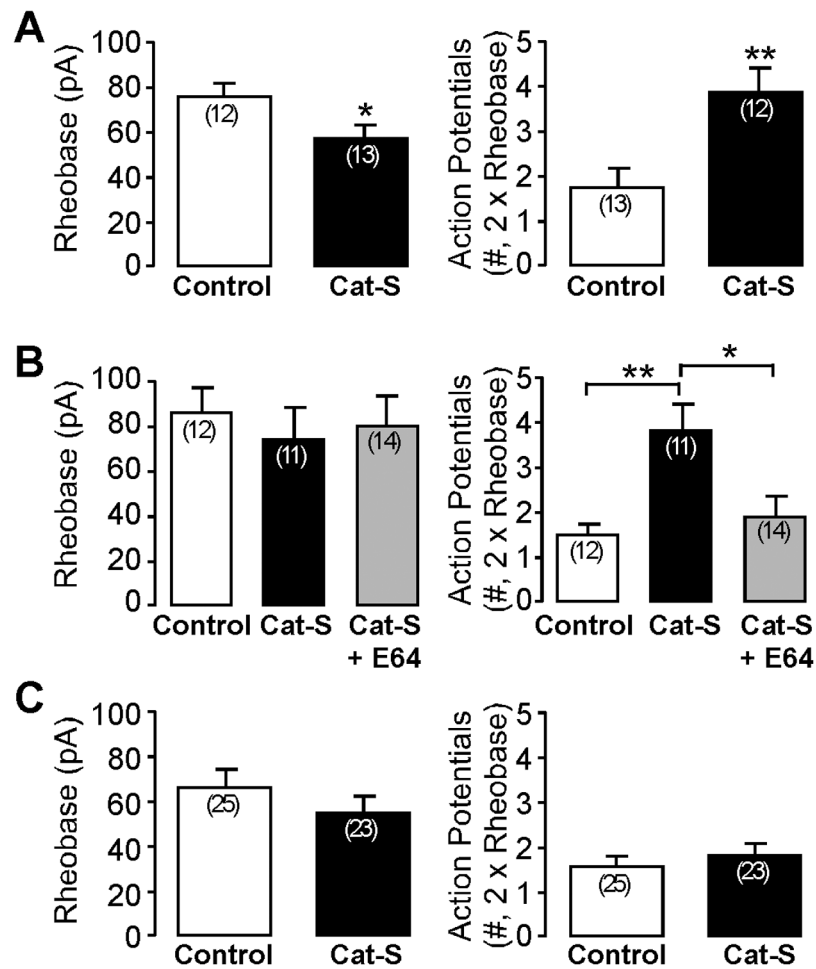 A
Rheobase (pA)
100
80
60
40
20
0
(12)
*
(13)
Control
Cat-S
Action Potentials
(#, 2 x Rheobase)
5
4
3
2
1
0
(13)
**
(12)
Control
Cat-S
B
Rheobase (pA)
100
80
60
40
20
0
(12)
(11)
(14)
Control
Cat-S
Cat-S
+ E64
Action Potentials
(#, 2 x Rheobase)
5
4
3
2
1
0
**
*
(12)
(11)
(14)
Control
Cat-S
Cat-S
+ E64
C
Rheobase (pA)
100
80
60
40
20
0
(25)
(23)
Control
Cat-S
Action Potentials
(#, 2 x Rheobase)
5
4
3
2
1
0
(25)
(23)
Control
Cat-S